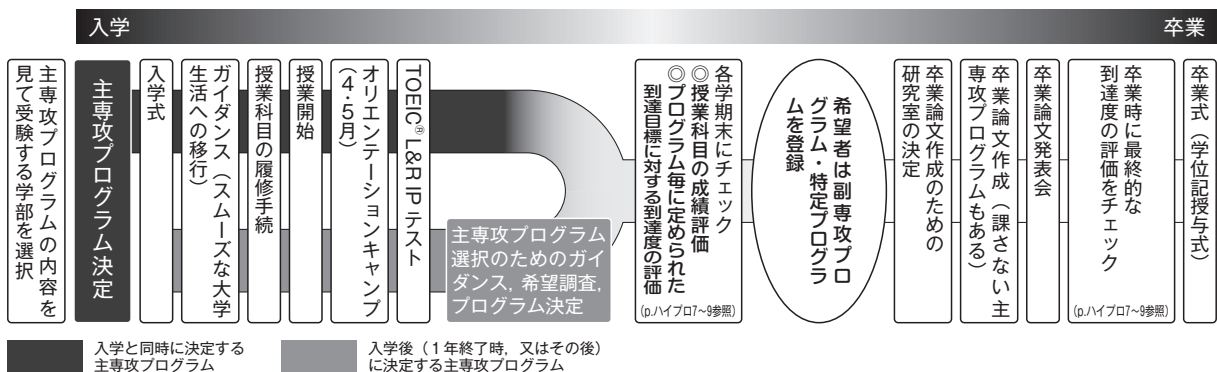 入学
卒業
主専攻プログラムの内容を
見て受験する学部を選択
主専攻プログラム決定
入学式
ガイダンス（スムーズな大学
生活への移行）
授業科目の履修手続
授業開始
オリエンテーションキャンプ
（4・5月）
TOEIC® L&R IP テスト
主専攻プログラム
選択のためのガイ
ダンス，希望調査，
プログラム決定
各学期末にチェック
◎授業科目の成績評価
◎プログラム毎に定められた
到達目標に対する到達度の評価
(p.ハイプロ7～9参照)
希望者は副専攻プロ
グラム・特定プログラ
ムを登録
卒業論文作成のための
研究室の決定
卒業論文作成（課さない主
専攻プログラムもある）
卒業論文発表会
卒業時に最終的な
到達度の評価をチェック
(p.ハイプロ7～9参照)
卒業式（学位記授与式）
入学と同時に決定する
主専攻プログラム
入学後（1年終了時，又はその後）
に決定する主専攻プログラム